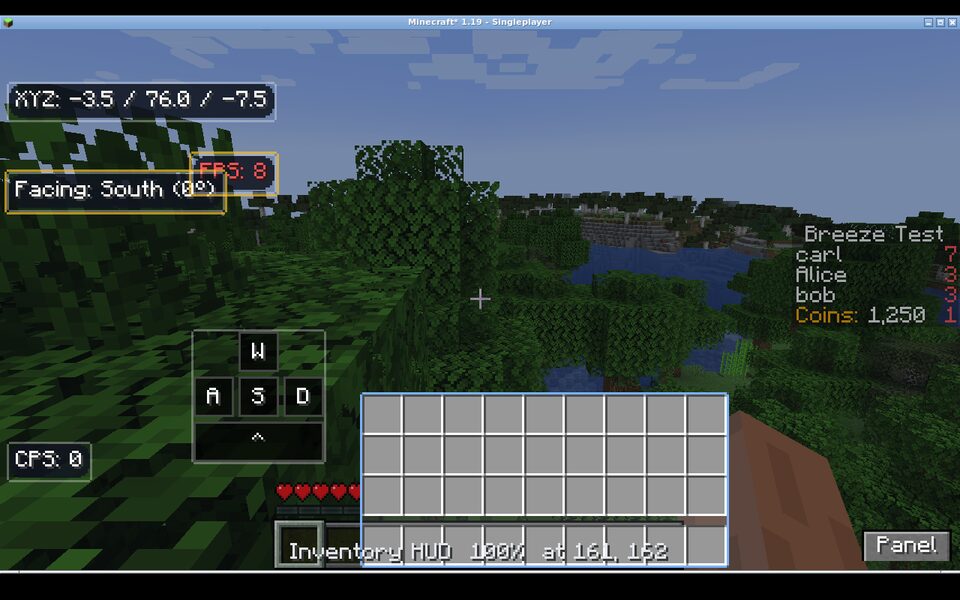 Minecraft* 1.19 - Singleplayer
XYZ: -3.5 / 76.0 / -7.5
FPS: 8
Facing: South (0°)
Breeze Test
carl 7
Alice 3
bob 3
Coins: 1,250 1
W
A S D
^
CPS: 0
Inventory HUD 100% at 161, 162
Panel